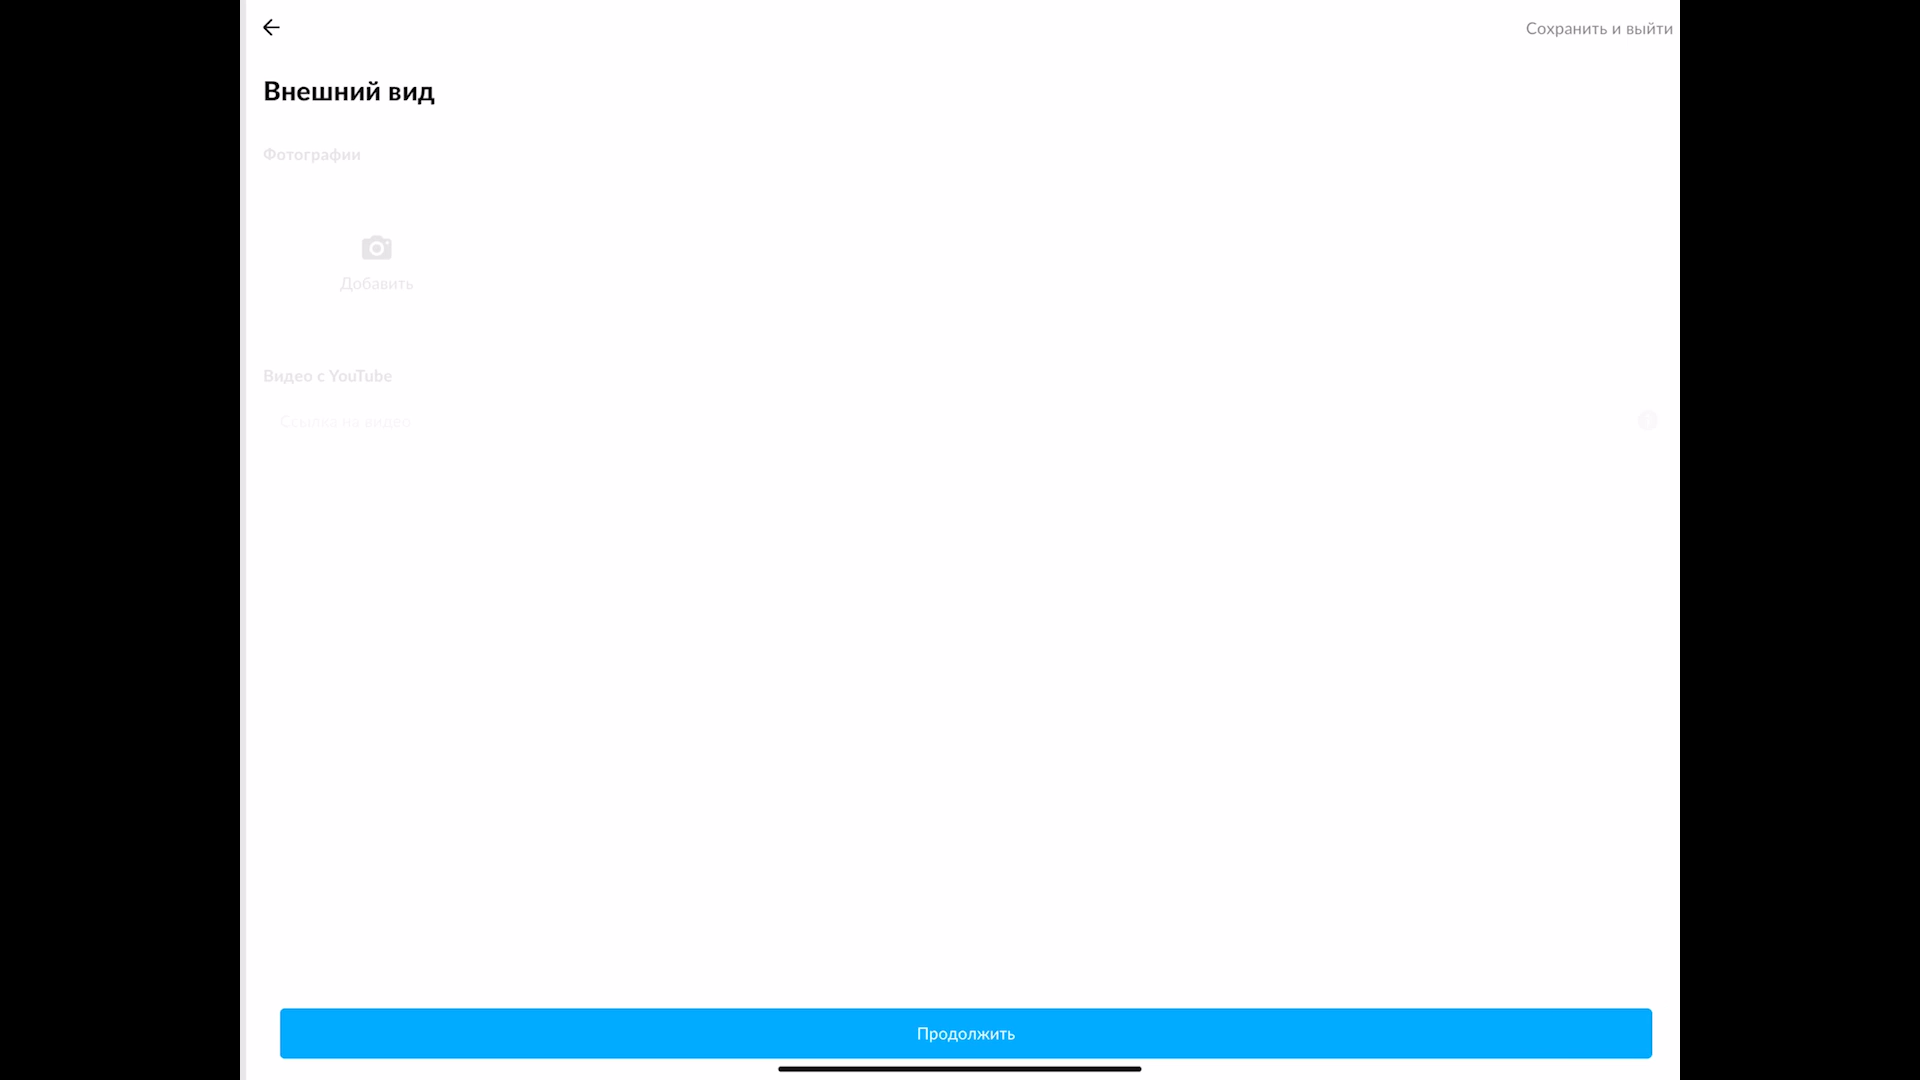 Сохранить и выйти
Внешний вид
Фотографии
Добавить
Видео с YouTube
Ссылка на видео
Продолжить